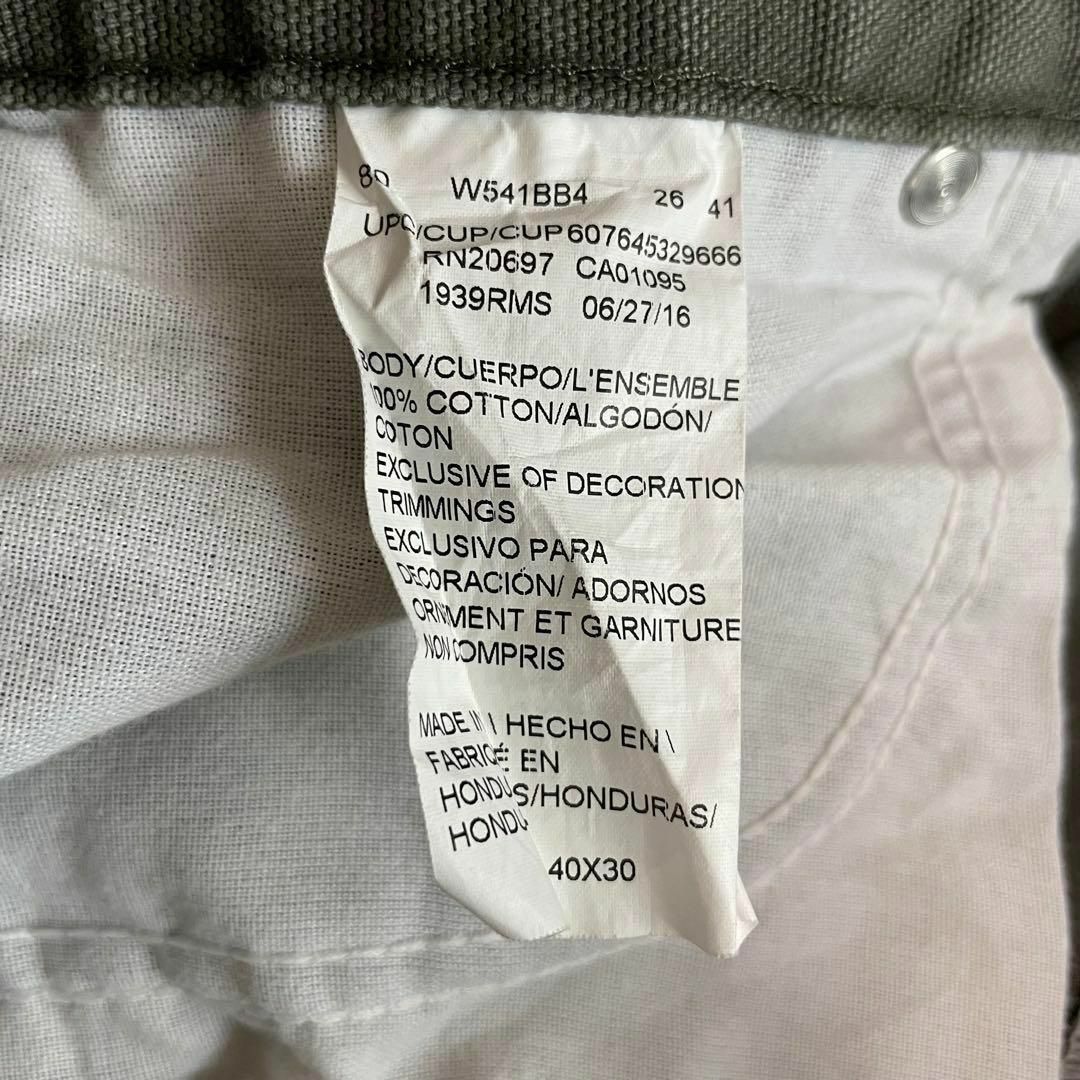 80 W541BB4 26 41
UPC/CUP/CUP 607645329666
RN20697 CA01095
1939RMS 06/27/16
BODY/CUERPO/L'ENSEMBLE
100% COTTON/ALGODÓN/
COTON
EXCLUSIVE OF DECORATION
TRIMMINGS
EXCLUSIVO PARA
DECORACIÓN/ ADORNOS
ORNEMENT ET GARNITURE
NON COMPRIS
MADE IN \ HECHO EN \
FABRIQUÉ EN
HONDURAS/HONDURAS/
HONDURAS
40X30